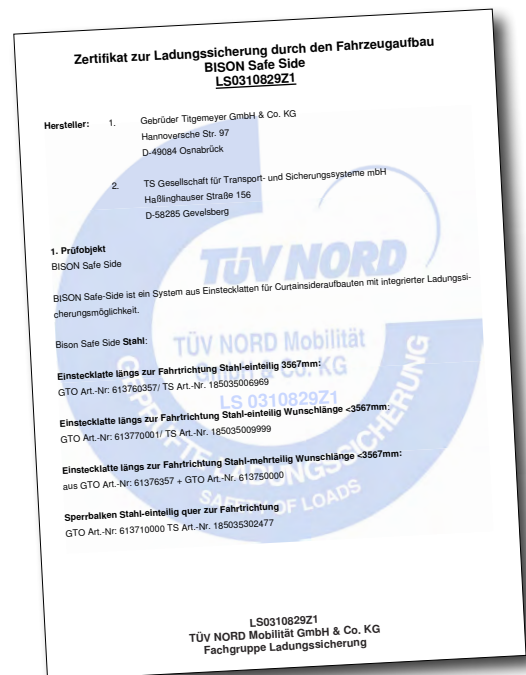 Zertifikat zur Ladungssicherung durch den Fahrzeugaufbau
BISON Safe Side
LS0310829Z1
Hersteller: 1. Gebrüder Titgemeyer GmbH & Co. KG
Hannoversche Str. 97
D-49084 Osnabrück
2. TS Gesellschaft für Transport- und Sicherungssysteme mbH
Haßlinghauser Straße 156
D-58285 Gevelsberg
1. Prüfobjekt
BISON Safe Side
TÜV NORD
BISON Safe-Side ist ein System aus Einstecklatten für Curtainsideraufbauten mit integrierter Ladungssi-
cherungsmöglichkeit.
Bison Safe Side Stahl:
TÜV NORD Mobilität
GmbH & Co. KG
LS 0310829Z1
GEPRÜFTE LADUNGSSICHERUNG
SAFETY OF LOADS
Einstecklatte längs zur Fahrtrichtung Stahl-einteilig 3567mm:
GTO Art.-Nr: 613760357/ TS Art.-Nr. 185035006969
Einstecklatte längs zur Fahrtrichtung Stahl-einteilig Wunschlänge <3567mm:
GTO Art.-Nr: 613770001/ TS Art.-Nr. 185035009999
Einstecklatte längs zur Fahrtrichtung Stahl-mehrteilig Wunschlänge <3567mm:
aus GTO Art.-Nr: 61376357 + GTO Art.-Nr. 613750000
Sperrbalken Stahl-einteilig quer zur Fahrtrichtung
GTO Art.-Nr: 613710000 TS Art.-Nr. 185035302477
LS0310829Z1
TÜV NORD Mobilität GmbH & Co. KG
Fachgruppe Ladungssicherung